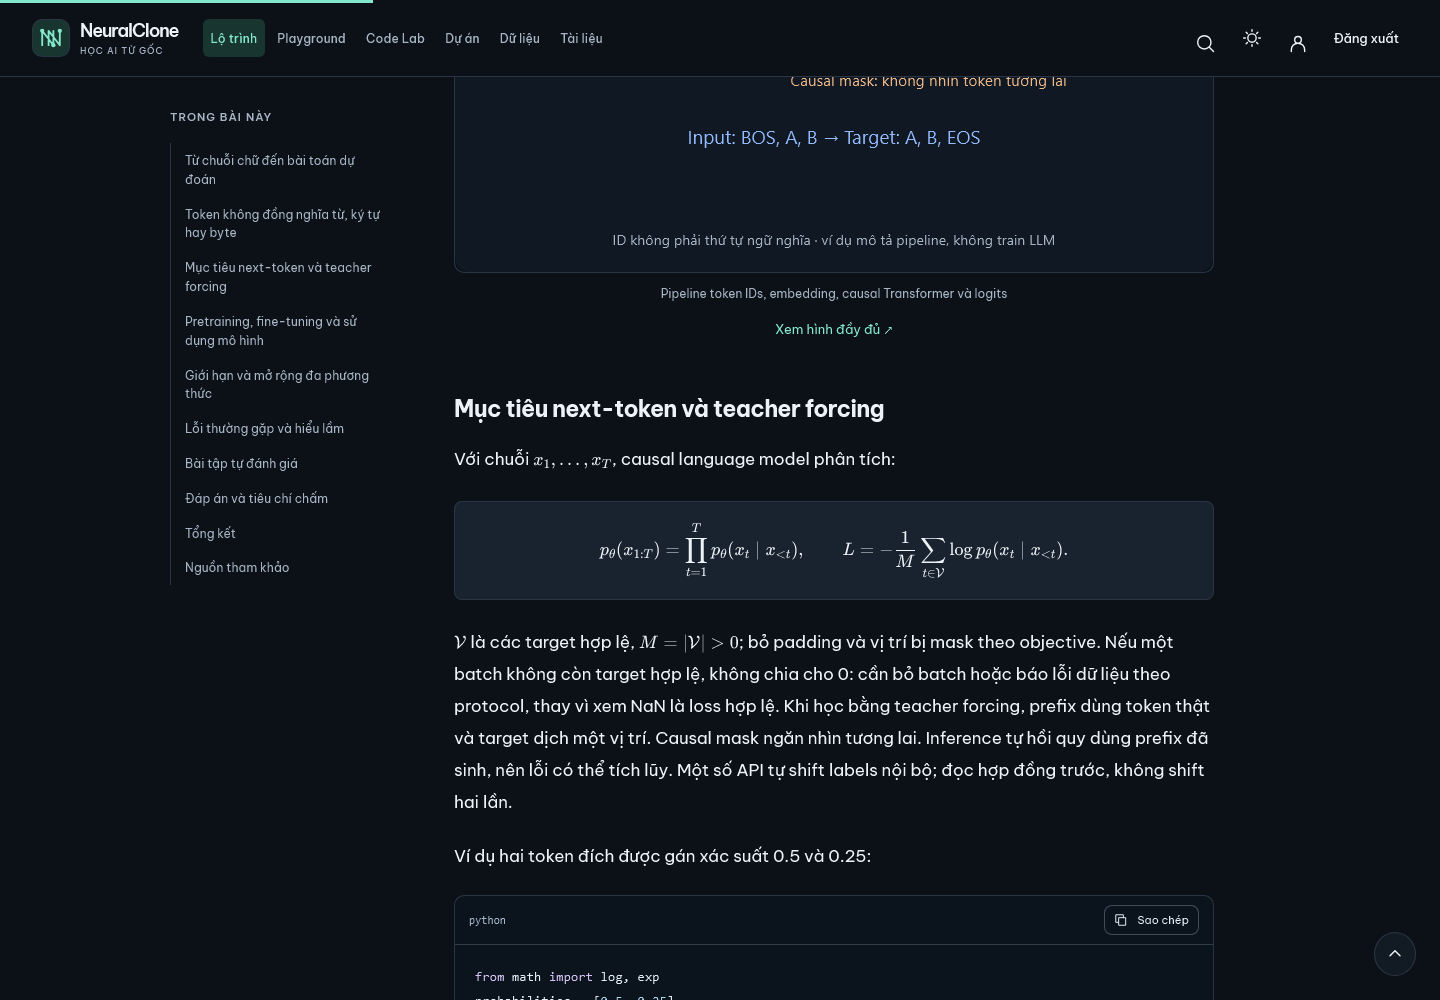 NeuralClone
HỌC AI TỪ GỐC
Lộ trình
Playground
Code Lab
Dự án
Dữ liệu
Tài liệu
Đăng xuất
TRONG BÀI NÀY
Từ chuỗi chữ đến bài toán dự
đoán
Token không đồng nghĩa từ, ký tự
hay byte
Mục tiêu next-token và teacher
forcing
Pretraining, fine-tuning và sử
dụng mô hình
Giới hạn và mở rộng đa phương
thức
Lỗi thường gặp và hiểu lầm
Bài tập tự đánh giá
Đáp án và tiêu chí chấm
Tổng kết
Nguồn tham khảo
Causal mask: không nhìn token tương lai
Input: BOS, A, B → Target: A, B, EOS
ID không phải thứ tự ngữ nghĩa · ví dụ mô tả pipeline, không train LLM
Pipeline token IDs, embedding, causal Transformer và logits
Xem hình đầy đủ ↗
Mục tiêu next-token và teacher forcing
Với chuỗi x₁, …, x_T, causal language model phân tích:
p_θ(x_{1:T}) = ∏_{t=1}^{T} p_θ(x_t | x_{<t}), L = −\frac{1}{M} ∑_{t∈𝒱} log p_θ(x_t | x_{<t}).
𝒱 là các target hợp lệ, M = |𝒱| > 0; bỏ padding và vị trí bị mask theo objective. Nếu một
batch không còn target hợp lệ, không chia cho 0: cần bỏ batch hoặc báo lỗi dữ liệu theo
protocol, thay vì xem NaN là loss hợp lệ. Khi học bằng teacher forcing, prefix dùng token thật
và target dịch một vị trí. Causal mask ngăn nhìn tương lai. Inference tự hồi quy dùng prefix đã
sinh, nên lỗi có thể tích lũy. Một số API tự shift labels nội bộ; đọc hợp đồng trước, không shift
hai lần.
Ví dụ hai token đích được gán xác suất 0.5 và 0.25:
python
Sao chép
from math import log, exp
probabilities = [0.5, 0.25]